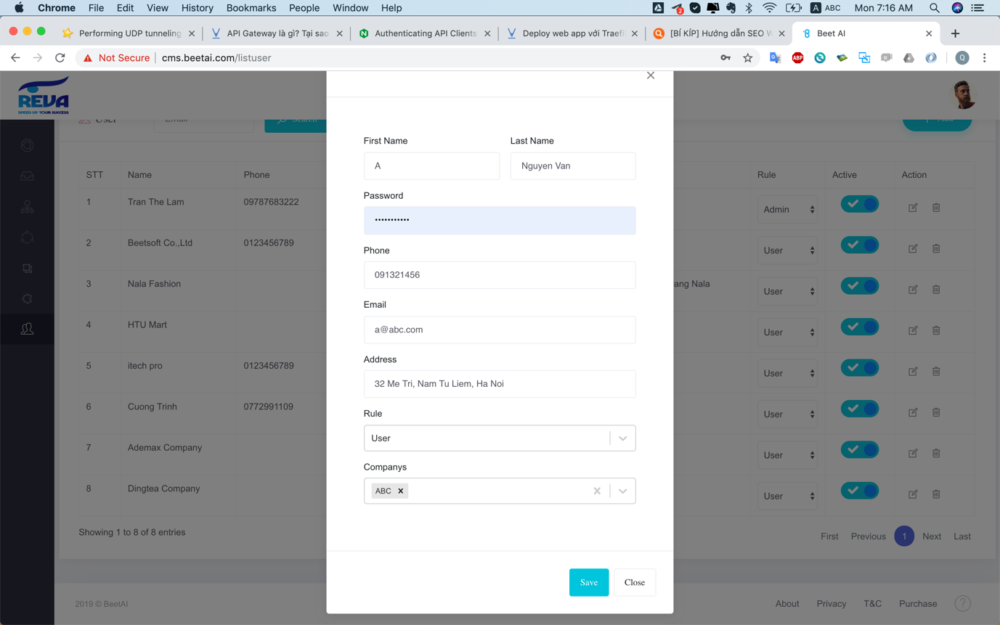 Chrome File Edit View History Bookmarks People Window Help 2 A ABC Mon 7:16 AM
Performing UDP tunneling
API Gateway là gì? Tại sao
Authenticating API Clients
Deploy web app với Traefi
[BÍ KÍP] Hướng dẫn SEO W
Beet AI
Not Secure cms.beetai.com/listuser ABP Q
REVA
SPEED UP YOUR SUCCESS
User Email Search Add
First Name Last Name
A Nguyen Van
Password
•••••••••••
Phone
091321456
Email
a@abc.com
Address
32 Me Tri, Nam Tu Liem, Ha Noi
Rule
User
Companys
ABC
Save Close
STT Name Phone Rule Active Action
1 Tran The Lam 09787683222 Admin
2 Beetsoft Co.,Ltd 0123456789 User
3 Nala Fashion ang Nala User
4 HTU Mart User
5 itech pro 0123456789 User
6 Cuong Trinh 0772991109 User
7 Ademax Company User
8 Dingtea Company User
Showing 1 to 8 of 8 entries First Previous 1 Next Last
2019 © BeetAI About Privacy T&C Purchase ?